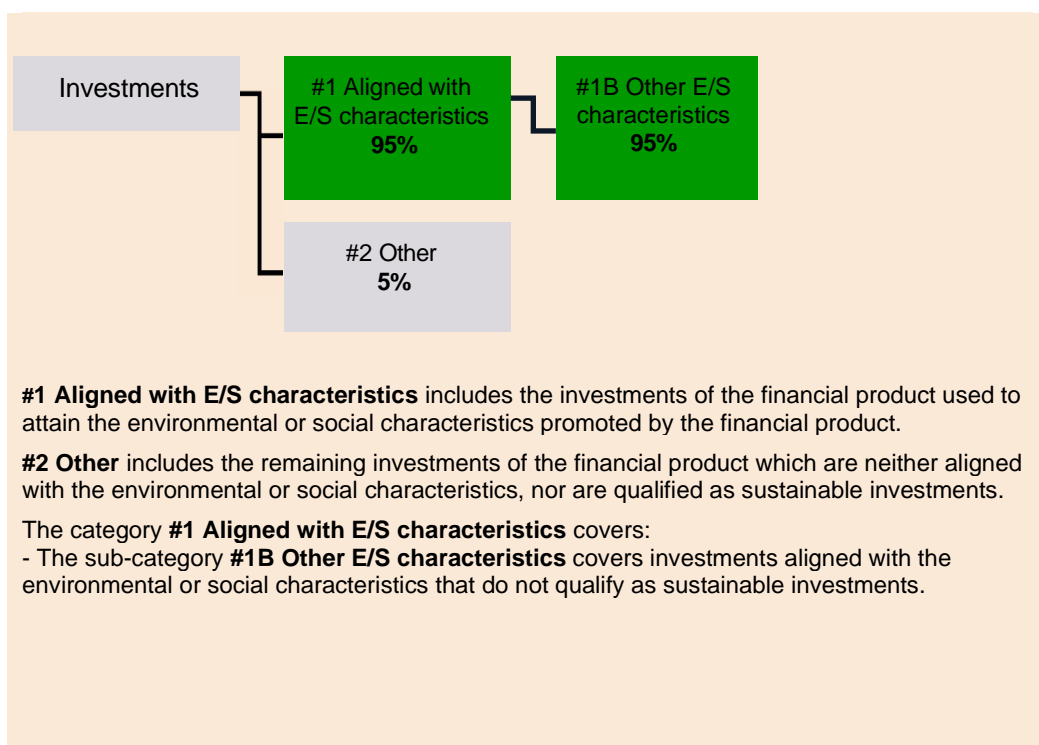 Investments
#1 Aligned with
E/S characteristics
95%
#1B Other E/S
characteristics
95%
#2 Other
5%
#1 Aligned with E/S characteristics includes the investments of the financial product used to
attain the environmental or social characteristics promoted by the financial product.
#2 Other includes the remaining investments of the financial product which are neither aligned
with the environmental or social characteristics, nor are qualified as sustainable investments.
The category #1 Aligned with E/S characteristics covers:
- The sub-category #1B Other E/S characteristics covers investments aligned with the
environmental or social characteristics that do not qualify as sustainable investments.